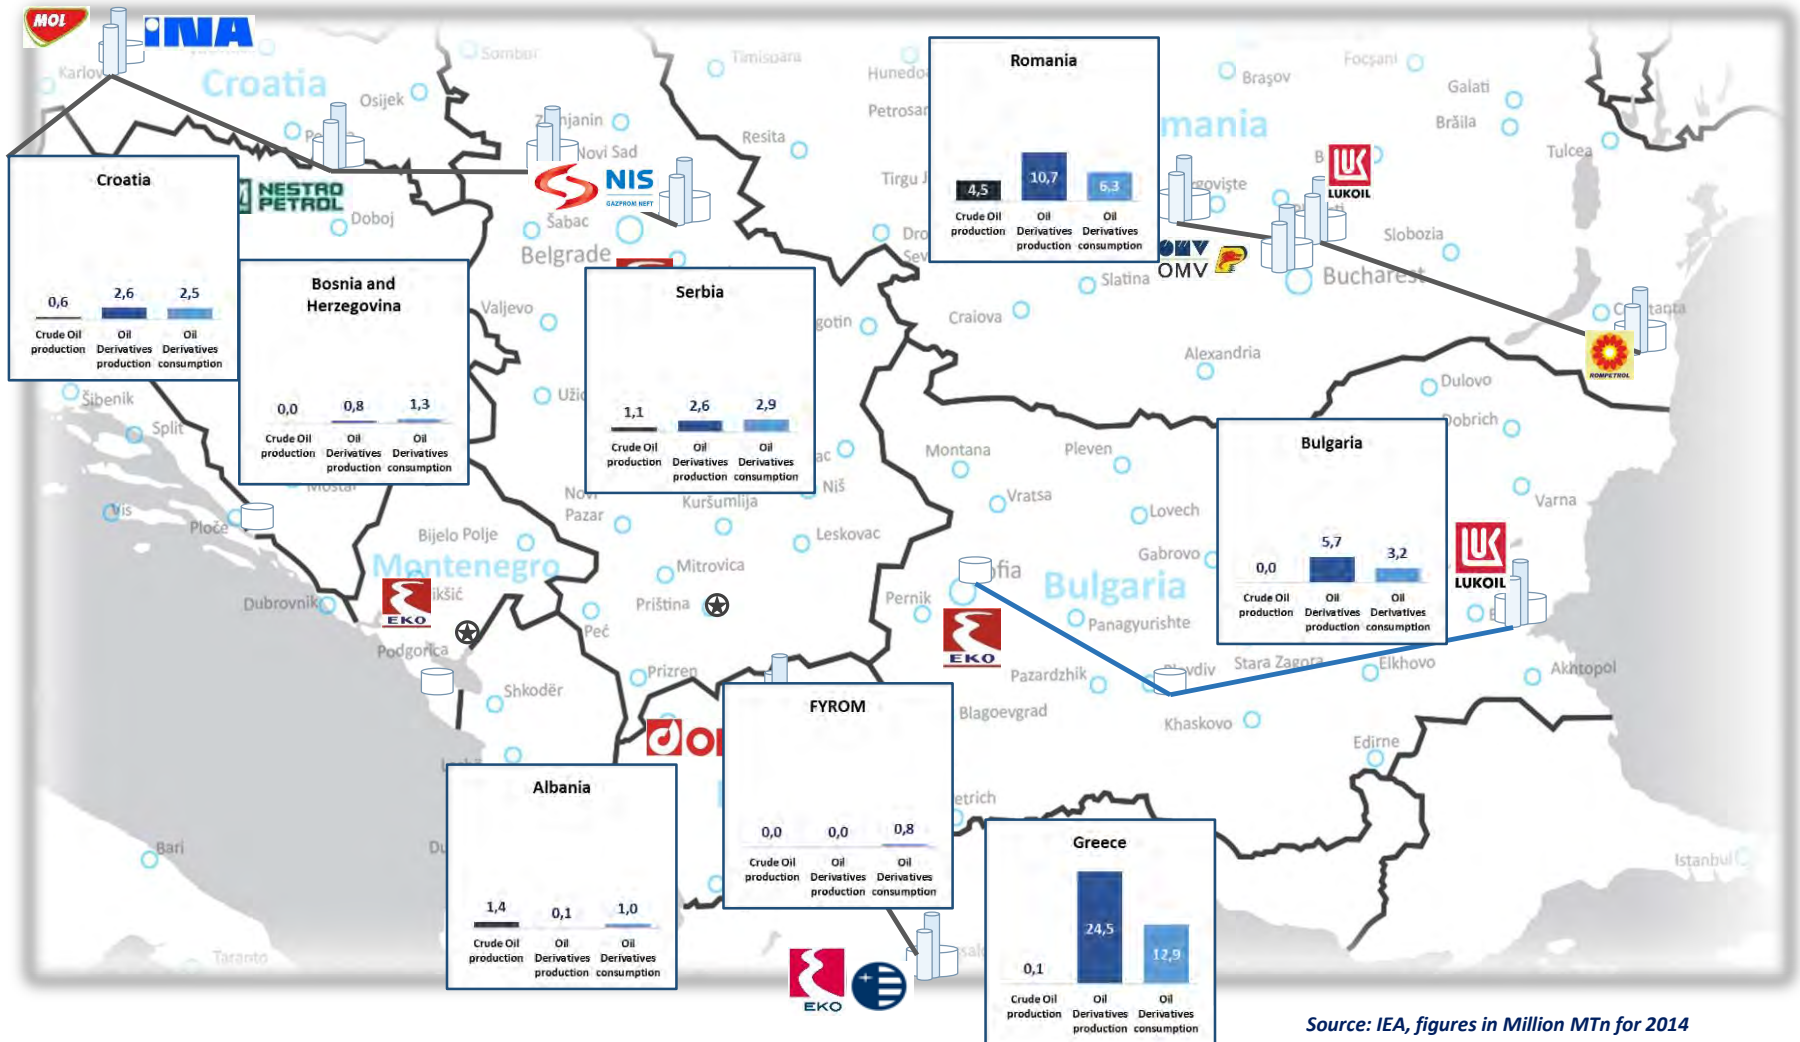 MOL
INA
Croatia
Osijek
Sombor
Timisoara
Zrenjanin
Novi Sad
Resita
Romania
4,5
10,7
6,3
Crude Oil production
Oil Derivatives production
Oil Derivatives consumption
mania
Braşov
Focşani
Galati
Brăila
Tulcea
LUK
LUKOIL
Slobozia
Bucharest
OMV
OMV
Slatina
Craiova
Alexandria
ROMPETROL
NESTRO
PETROL
Doboj
NIS
GAZPROM NEFT
Šabac
Belgrade
Valjevo
Croatia
0,6
2,6
2,5
Crude Oil production
Oil Derivatives production
Oil Derivatives consumption
Bosnia and
Herzegovina
0,0
0,8
1,3
Crude Oil production
Oil Derivatives production
Oil Derivatives consumption
Serbia
1,1
2,6
2,9
Crude Oil production
Oil Derivatives production
Oil Derivatives consumption
Dulovo
Dobrich
Varna
Šibenik
Split
Vis
Ploče
Dubrovnik
Mostar
Bijelo Polje
Montenegro
EKO
Podgorica
Shkodër
Novi
Pazar
Kuršumlija
Niš
Leskovac
Mitrovica
Priština
Peć
Prizren
Montana
Pleven
Vratsa
Lovech
Gabrovo
Pernik
Bulgaria
Panagyurishte
EKO
Pazardzhik
Blagoevgrad
Stara Zagora
Elkhovo
Khaskovo
Akhtopol
Edirne
Istanbul
Bulgaria
0,0
5,7
3,2
Crude Oil production
Oil Derivatives production
Oil Derivatives consumption
LUK
LUKOIL
FYROM
0,0
0,0
0,8
Crude Oil production
Oil Derivatives production
Oil Derivatives consumption
Albania
1,4
0,1
1,0
Crude Oil production
Oil Derivatives production
Oil Derivatives consumption
Greece
0,1
24,5
12,9
Crude Oil production
Oil Derivatives production
Oil Derivatives consumption
Bari
Taranto
EKO
Source: IEA, figures in Million MTn for 2014